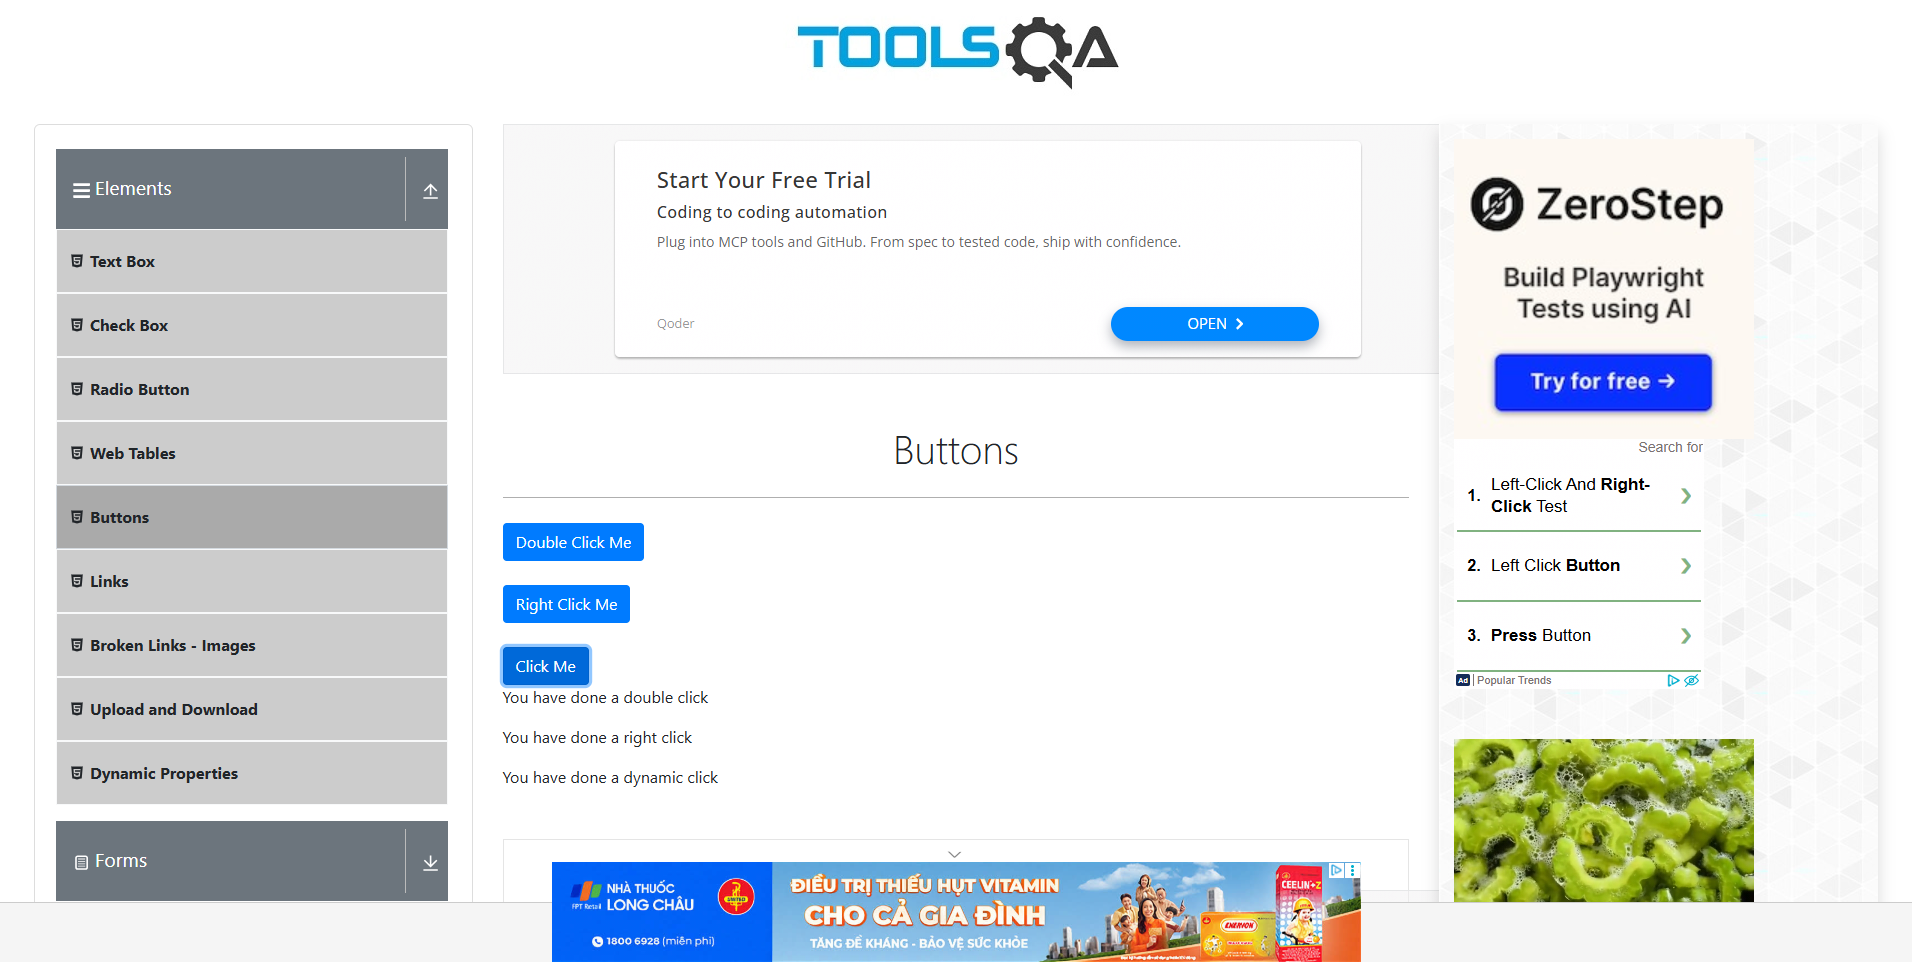 TOOLSQA
Elements
Text Box
Check Box
Radio Button
Web Tables
Buttons
Links
Broken Links - Images
Upload and Download
Dynamic Properties
Forms
Start Your Free Trial
Coding to coding automation
Plug into MCP tools and GitHub. From spec to tested code, ship with confidence.
Qoder
OPEN
Buttons
Double Click Me
Right Click Me
Click Me
You have done a double click
You have done a right click
You have done a dynamic click
ZeroStep
Build Playwright
Tests using AI
Try for free →
Search for
1. Left-Click And Right-
Click Test
2. Left Click Button
3. Press Button
Ad | Popular Trends
NHÀ THUỐC
FPT Retail LONG CHÂU
1800 6928 (miễn phí)
ĐIỀU TRỊ THIẾU HỤT VITAMIN
CHO CẢ GIA ĐÌNH
TĂNG ĐỀ KHÁNG - BẢO VỆ SỨC KHỎE
ENERVON
CEELIN+Z